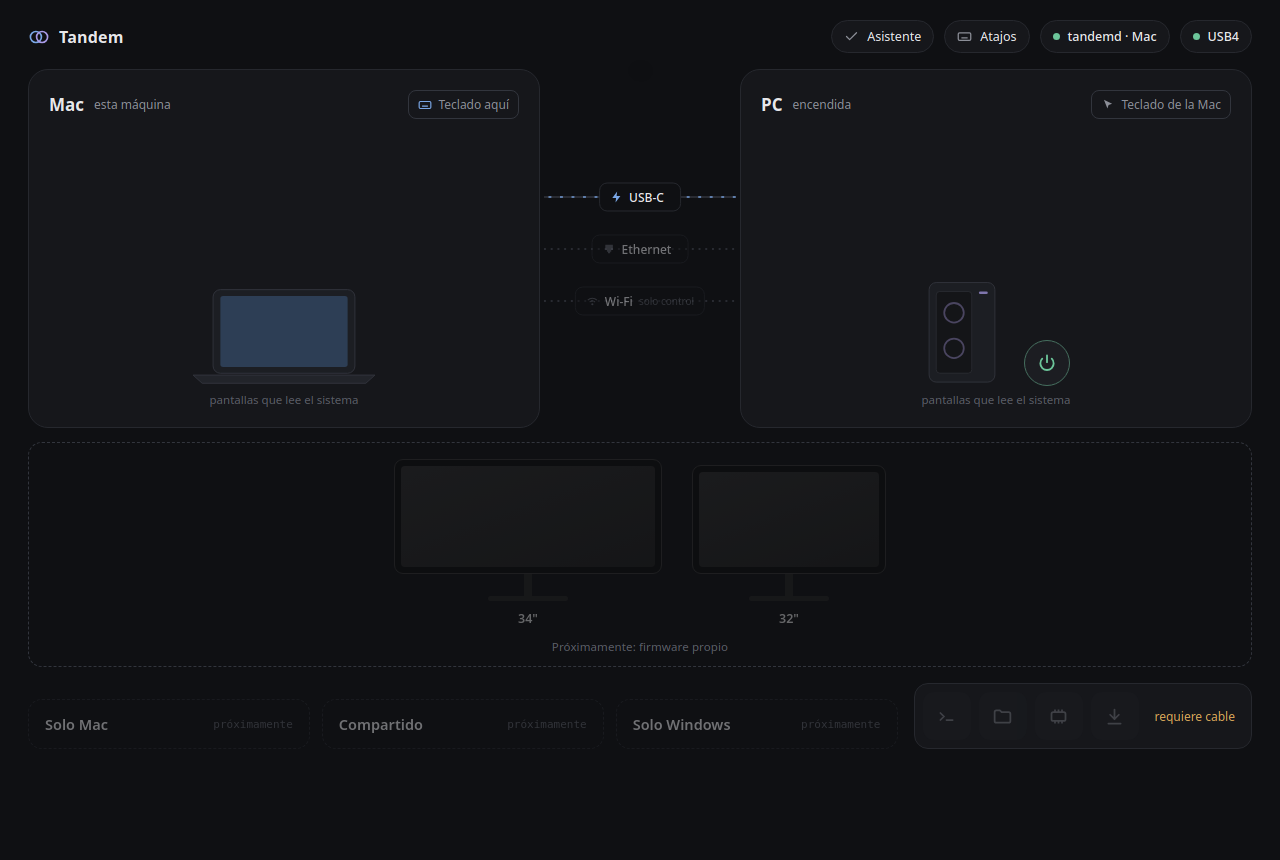 Tandem
Asistente
Atajos
tandemd · Mac
USB4
Mac esta máquina
Teclado aquí
PC encendida
Teclado de la Mac
USB-C
Ethernet
Wi-Fi solo control
pantallas que lee el sistema
pantallas que lee el sistema
34"
32"
Próximamente: firmware propio
Solo Mac próximamente
Compartido próximamente
Solo Windows próximamente
requiere cable